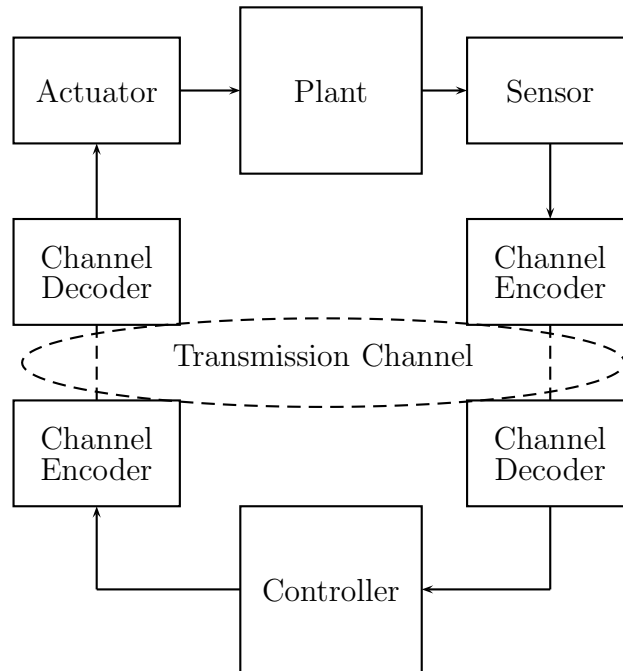 Actuator
Plant
Sensor
Channel
Decoder
Channel
Encoder
Transmission Channel
Channel
Encoder
Channel
Decoder
Controller